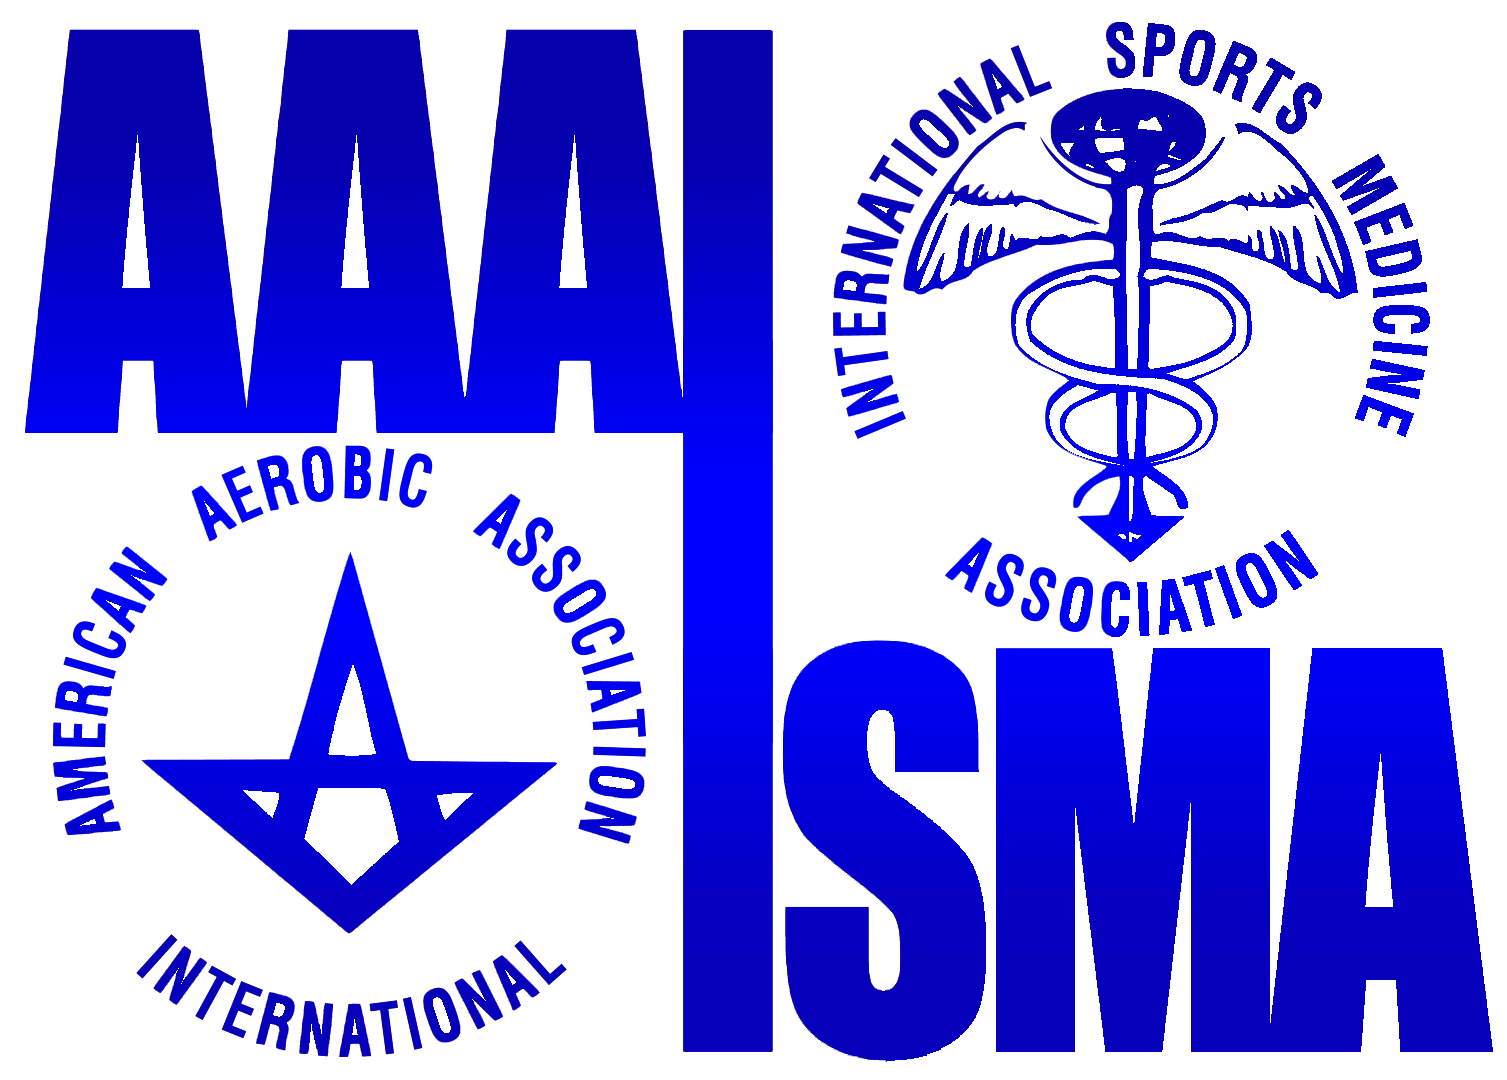 AAAI
INTERNATIONAL SPORTS MEDICINE
ASSOCIATION
AMERICAN AEROBIC ASSOCIATION
INTERNATIONAL
ISMA